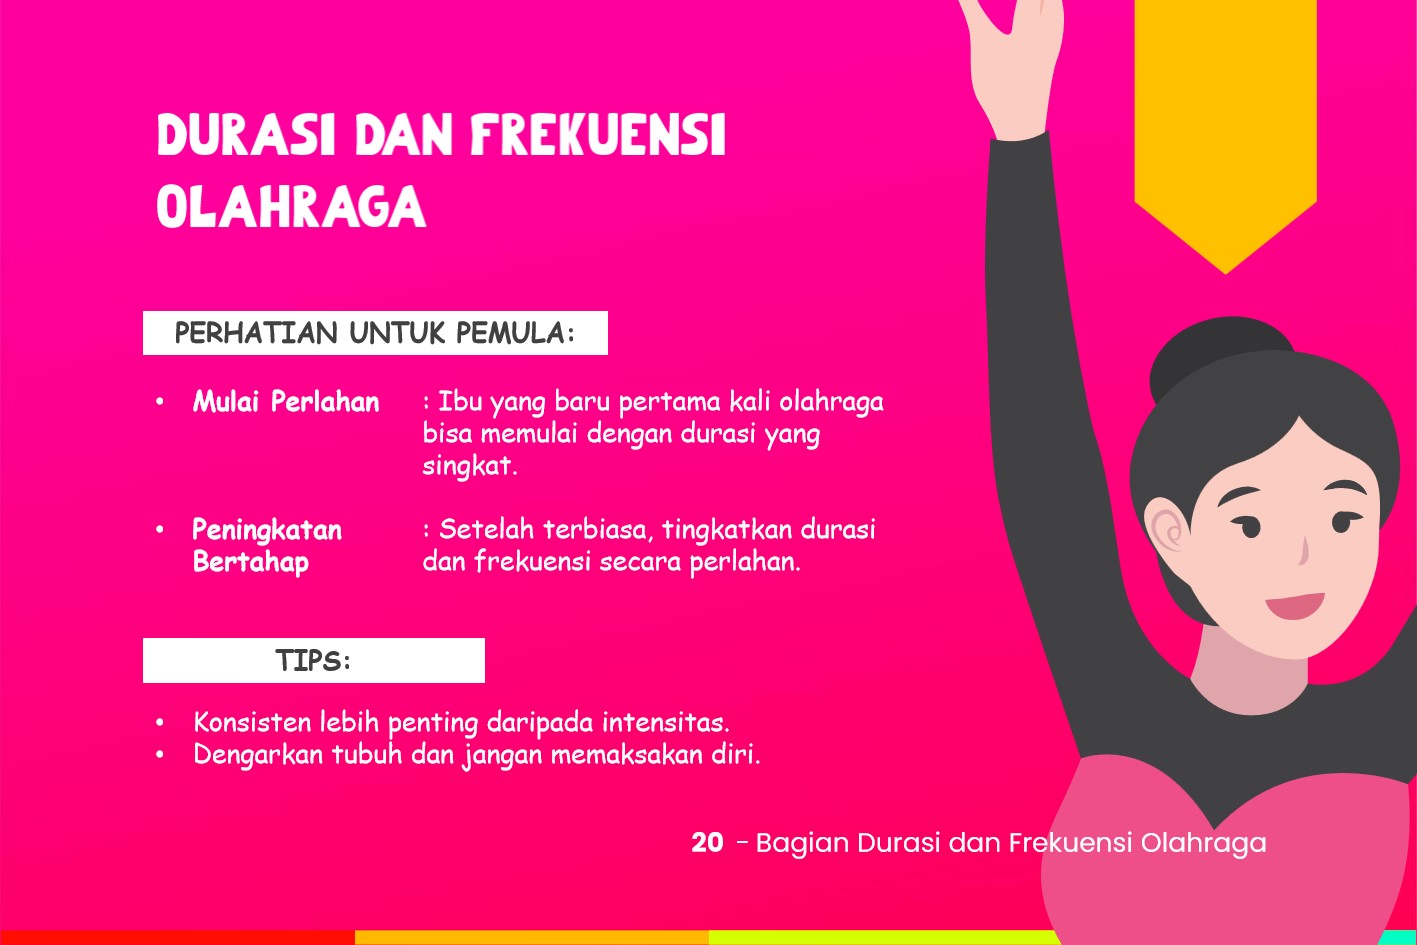 DURASI DAN FREKUENSI
OLAHRAGA
PERHATIAN UNTUK PEMULA:
• Mulai Perlahan : Ibu yang baru pertama kali olahraga
bisa memulai dengan durasi yang
singkat.
• Peningkatan : Setelah terbiasa, tingkatkan durasi
Bertahap dan frekuensi secara perlahan.
TIPS:
• Konsisten lebih penting daripada intensitas.
• Dengarkan tubuh dan jangan memaksakan diri.
20 – Bagian Durasi dan Frekuensi Olahraga